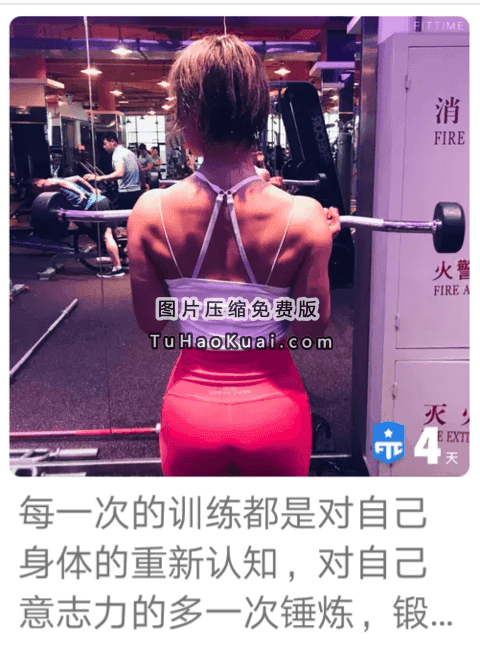 FITTIME
消
FIRE
火警
FIRE A
图片压缩免费版
TuHaoKuai.com
灭火
E EXTI
FTC
4天
每一次的训练都是对自己
身体的重新认知，对自己
意志力的多一次锤炼，锻...